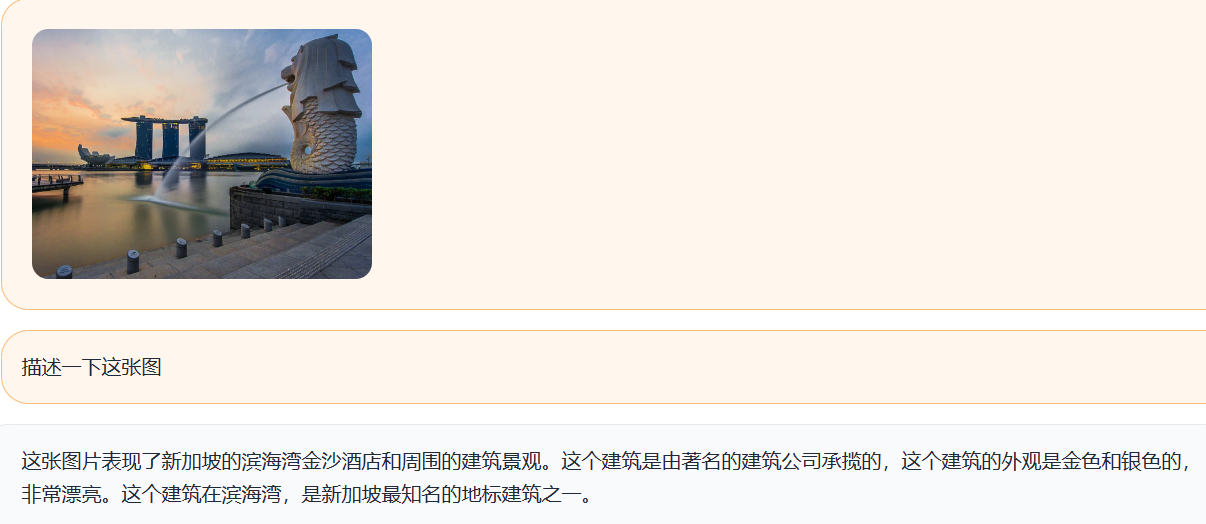 描述一下这张图
这张图片表现了新加坡的滨海湾金沙酒店和周围的建筑景观。这个建筑是由著名的建筑公司承揽的，这个建筑的外观是金色和银色的，
非常漂亮。这个建筑在滨海湾，是新加坡最知名的地标建筑之一。